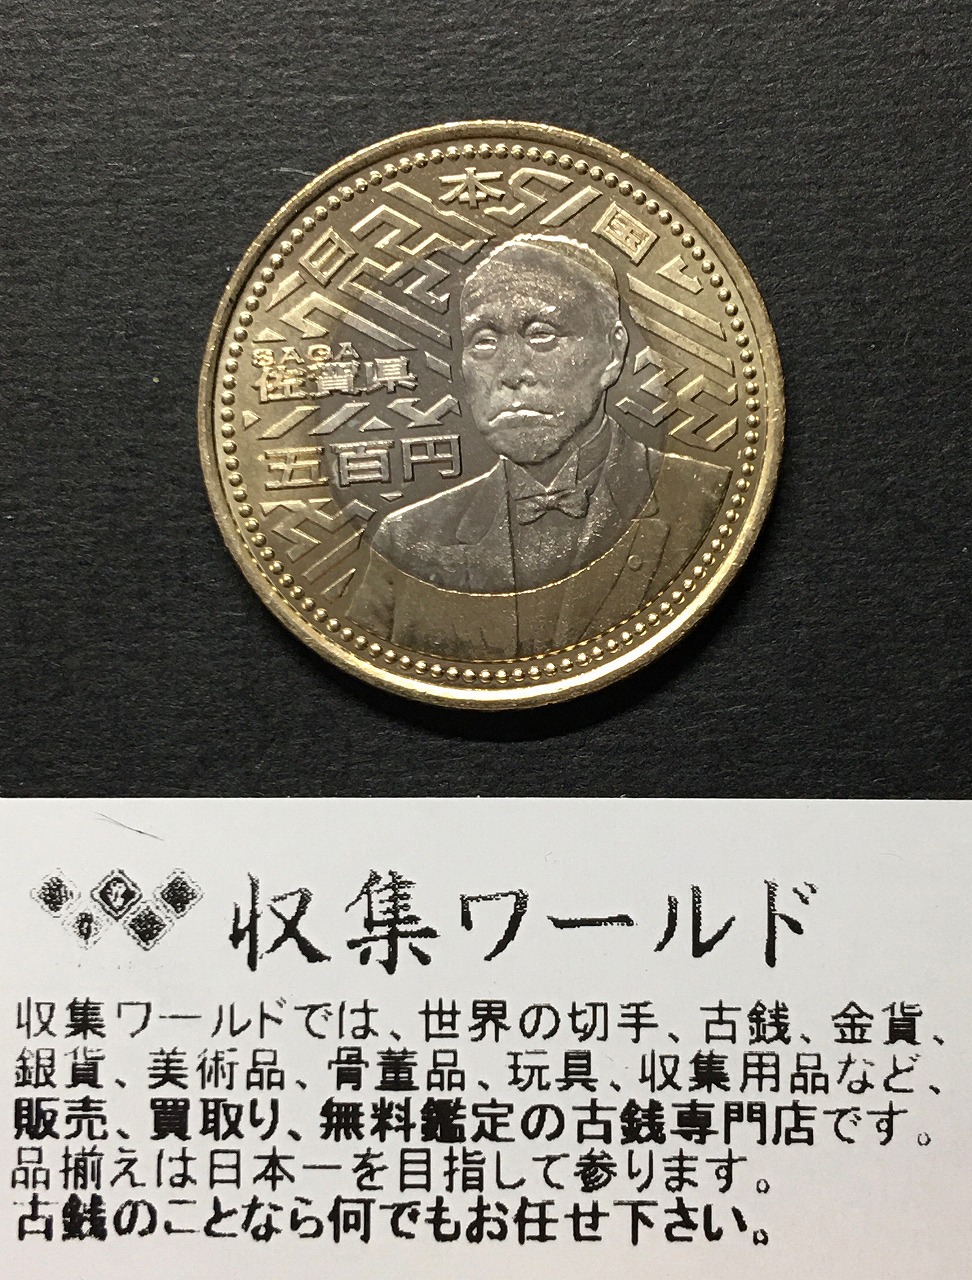 日本国
SAGA
佐賀県
五百円
収集ワールド
収集ワールドでは、世界の切手、古銭、金貨、
銀貨、美術品、骨董品、玩具、収集用品など、
販売、買取り、無料鑑定の古銭専門店です。
品揃えは日本一を目指して参ります。
古銭のことなら何でもお任せ下さい。